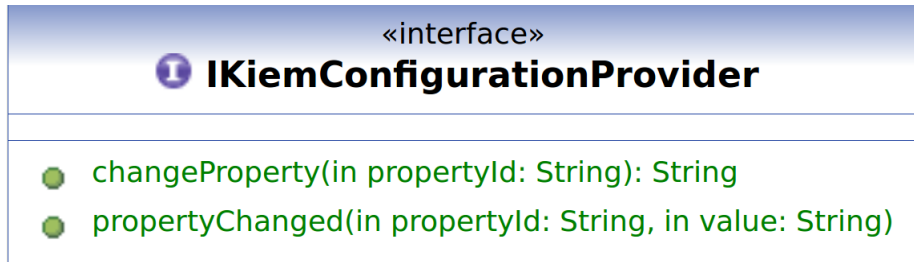 «interface»
I IKiemConfigurationProvider
changeProperty(in propertyId: String): String
propertyChanged(in propertyId: String, in value: String)